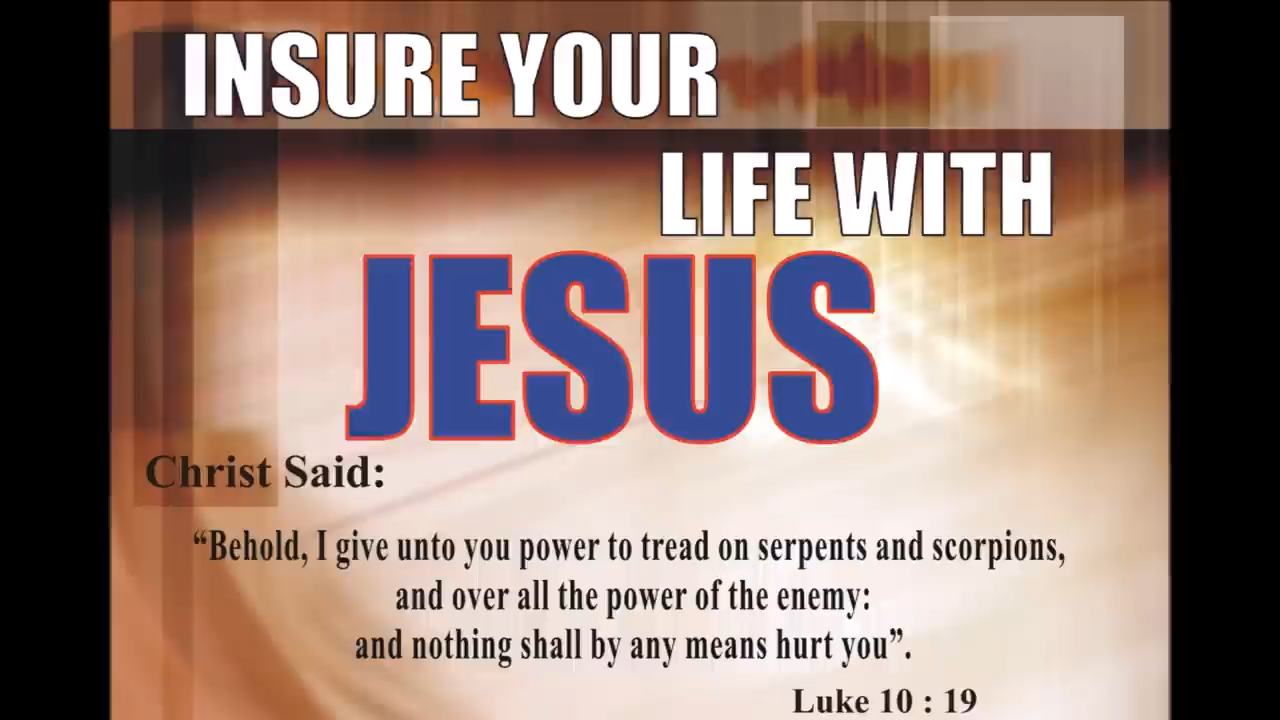 INSURE YOUR
LIFE WITH
JESUS
Christ Said:
“Behold, I give unto you power to tread on serpents and scorpions,
and over all the power of the enemy:
and nothing shall by any means hurt you”.
Luke 10 : 19